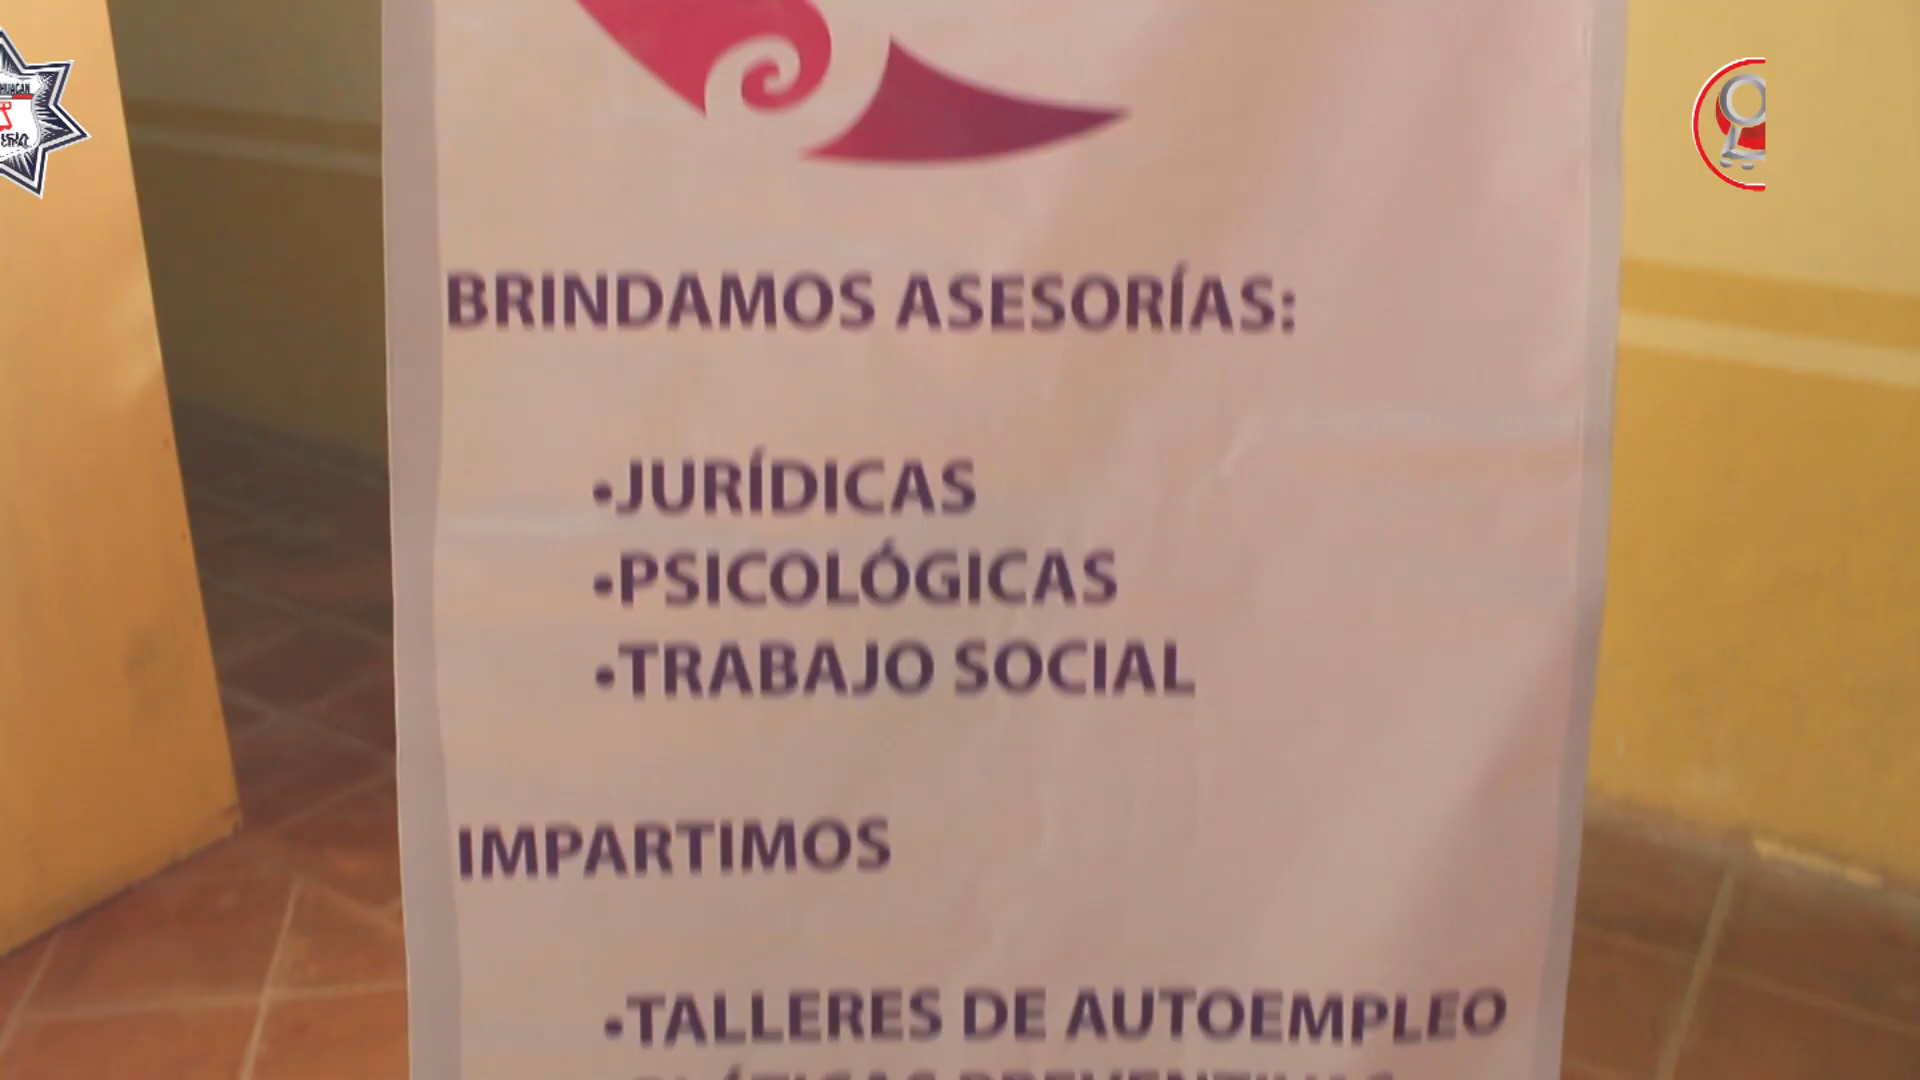 BRINDAMOS ASESORÍAS:
•JURÍDICAS
•PSICOLÓGICAS
•TRABAJO SOCIAL
IMPARTIMOS
•TALLERES DE AUTOEMPLEO